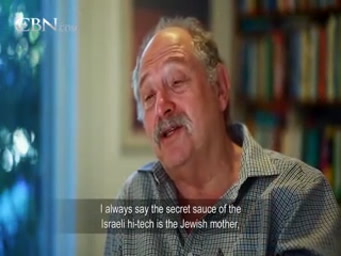 CBN.COM
I always say the secret sauce of the
Israeli hi-tech is the Jewish mother,